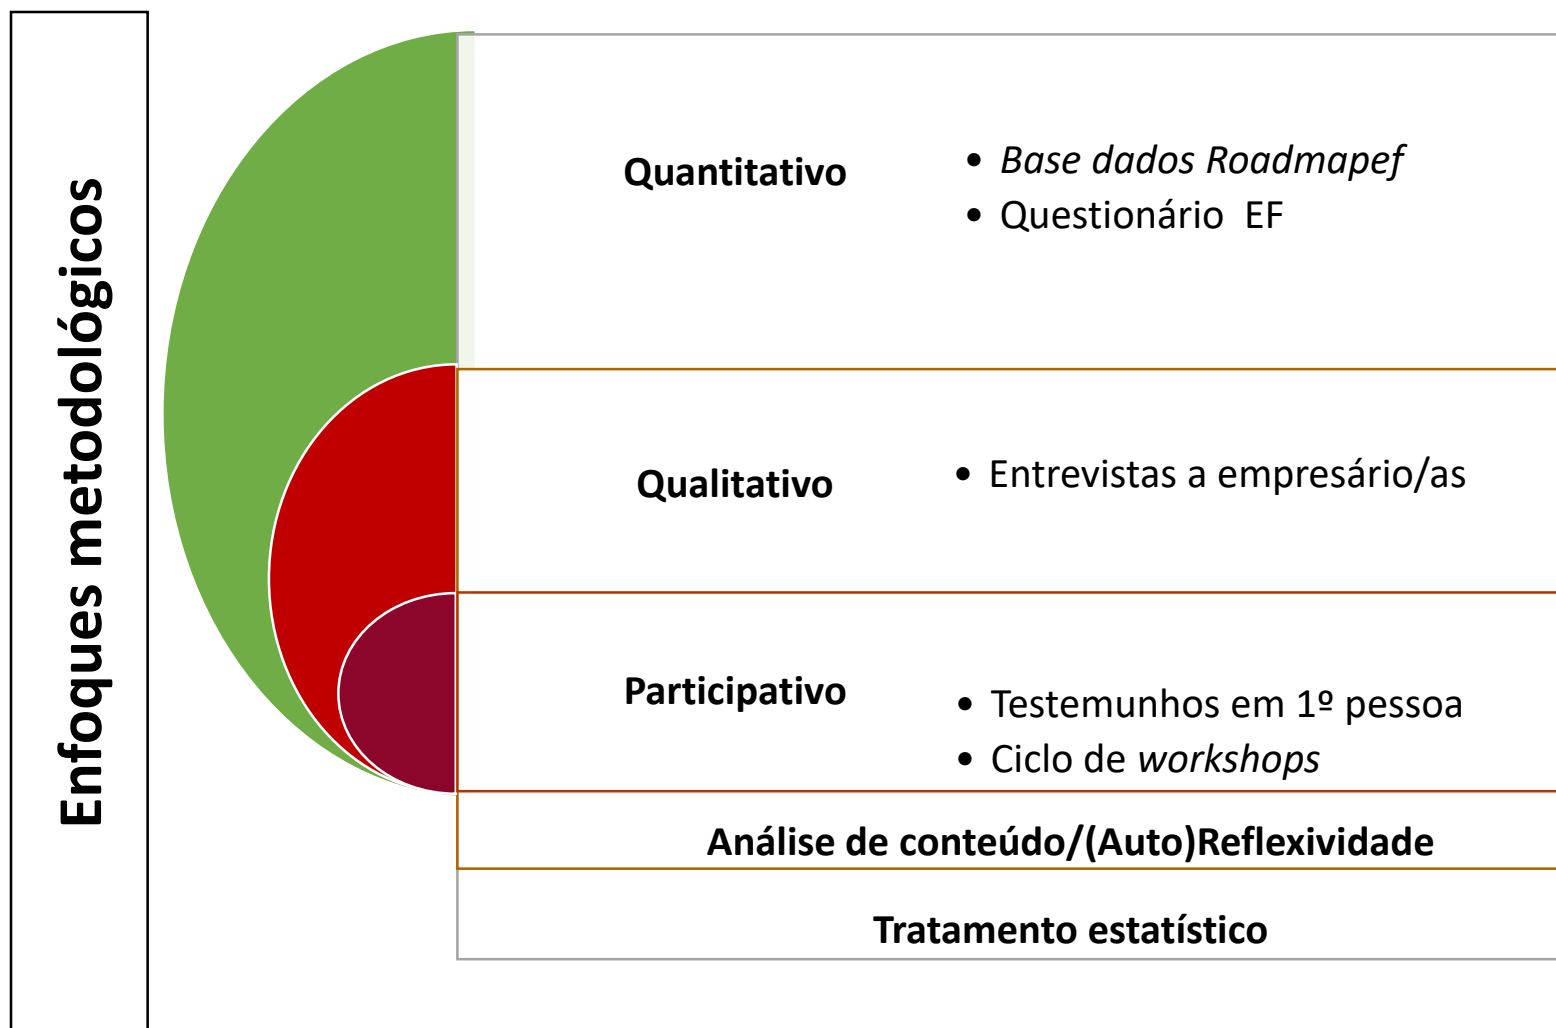 Enfoques metodológicos
Quantitativo
• Base dados Roadmapef
• Questionário  EF
Qualitativo
• Entrevistas a empresário/as
Participativo
• Testemunhos em 1º pessoa
• Ciclo de workshops
Análise de conteúdo/(Auto)Reflexividade
Tratamento estatístico